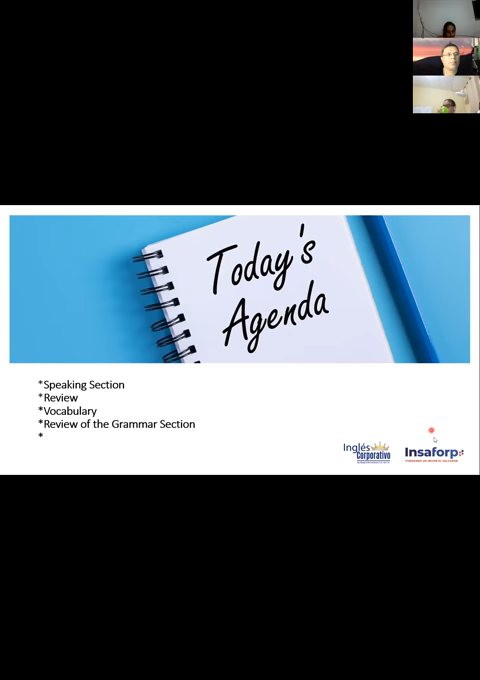 Today's
Agenda
*Speaking Section
*Review
*Vocabulary
*Review of the Grammar Section
*
Inglés
Corporativo
Insaforp